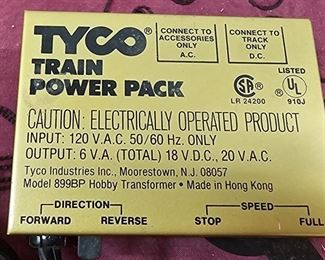 TYCO®
TRAIN
POWER PACK
CONNECT TO
ACCESSORIES
ONLY
A.C.
CONNECT TO
TRACK ONLY
D.C.
SA®
LR 24200
LISTED
UL®
910J
CAUTION: ELECTRICALLY OPERATED PRODUCT
INPUT: 120 V.A.C. 50/60 Hz. ONLY
OUTPUT: 6 V.A. (TOTAL) 18 V.D.C., 20 V.A.C.
Tyco Industries Inc., Moorestown, N.J. 08057
Model 899BP Hobby Transformer • Made in Hong Kong
DIRECTION
FORWARD REVERSE
SPEED
STOP FULL